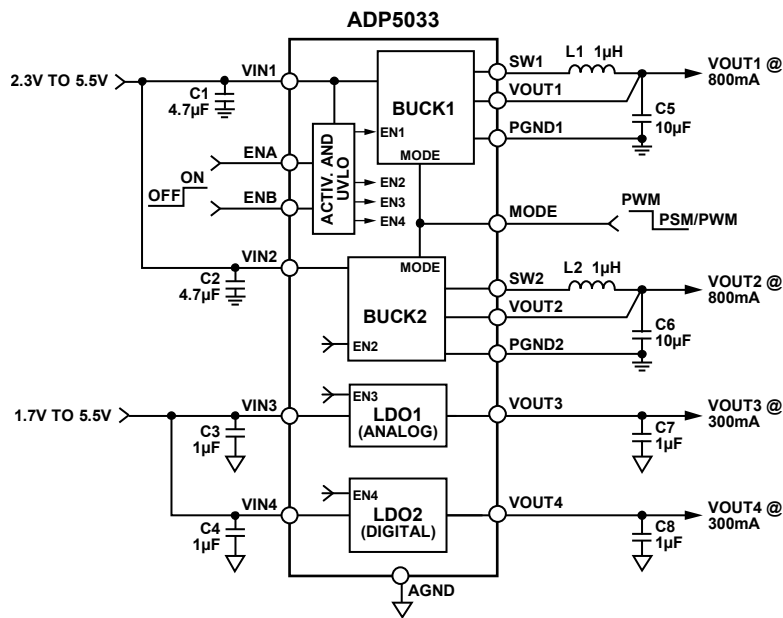 ADP5033
2.3V TO 5.5V
C1
4.7µF
VIN1
ENA
ON
OFF
ENB
ACTIV. AND
UVLO
EN1
EN2
EN3
EN4
BUCK1
MODE
SW1
L1 1µH
VOUT1
PGND1
VOUT1 @
800mA
C5
10µF
MODE
PWM
PSM/PWM
VIN2
C2
4.7µF
MODE
BUCK2
EN2
SW2
L2 1µH
VOUT2
PGND2
VOUT2 @
800mA
C6
10µF
1.7V TO 5.5V
VIN3
C3
1µF
EN3
LDO1
(ANALOG)
VOUT3
C7
1µF
VOUT3 @
300mA
VIN4
C4
1µF
EN4
LDO2
(DIGITAL)
VOUT4
C8
1µF
VOUT4 @
300mA
AGND